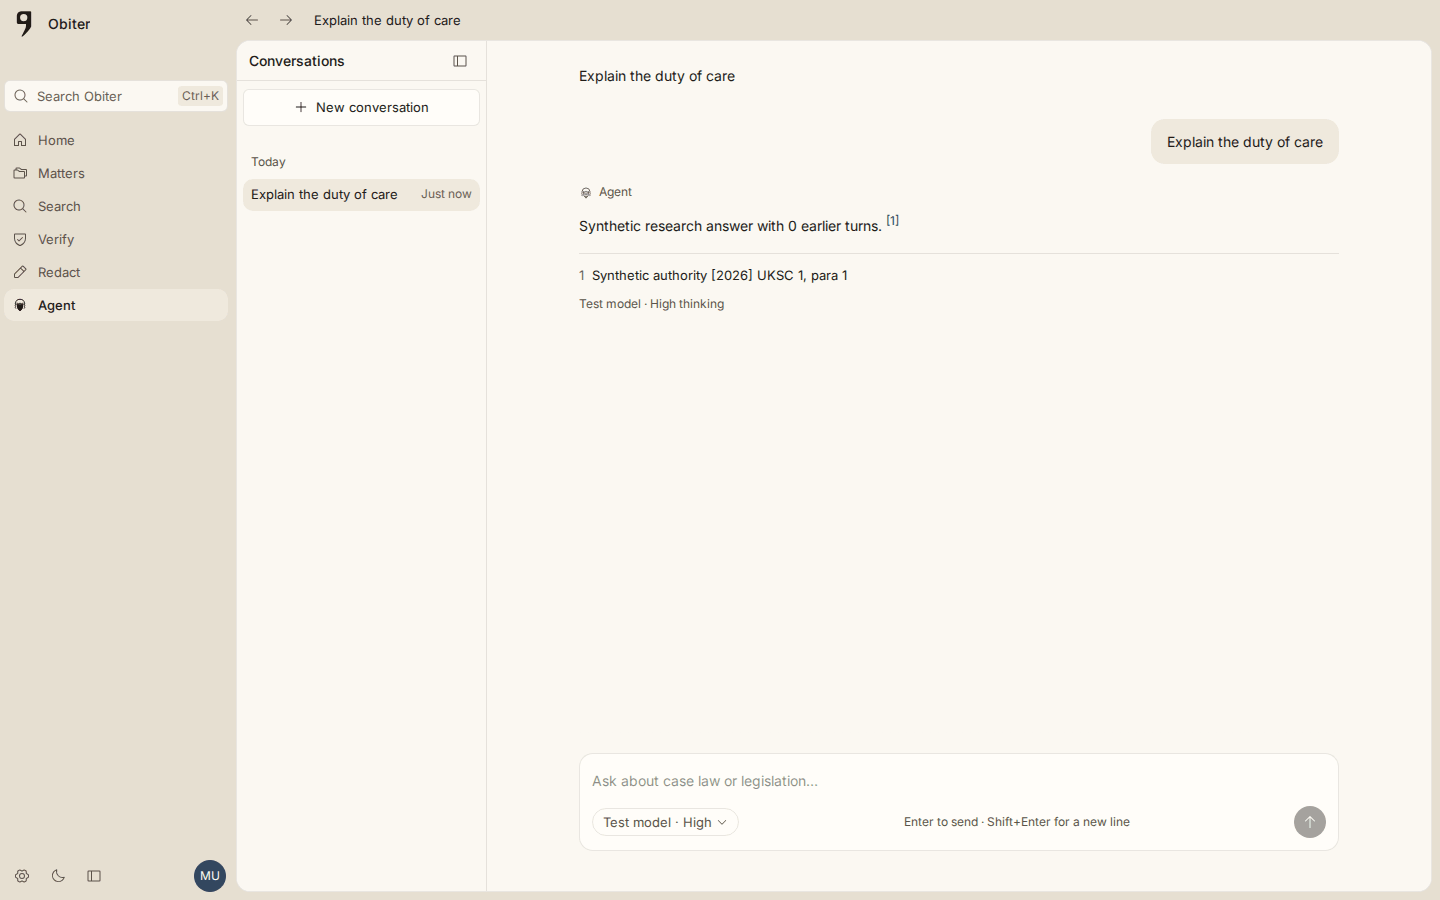 Obiter
Explain the duty of care
Search Obiter Ctrl+K
Home
Matters
Search
Verify
Redact
Agent
MU
Conversations
New conversation
Today
Explain the duty of care Just now
Explain the duty of care
Explain the duty of care
Agent
Synthetic research answer with 0 earlier turns. [1]
1 Synthetic authority [2026] UKSC 1, para 1
Test model · High thinking
Ask about case law or legislation...
Test model · High
Enter to send · Shift+Enter for a new line